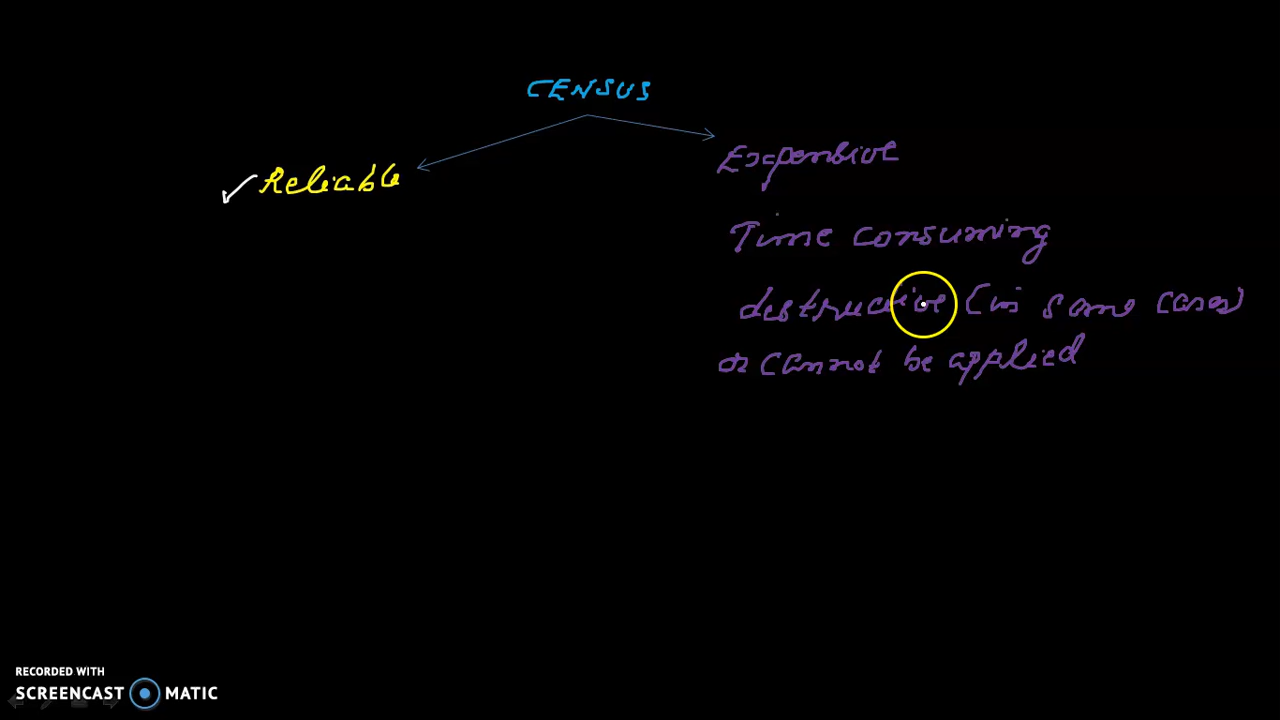 CENSUS
Expensive
Reliable
Time consuming
destructive (in some cases)
or cannot be applied
RECORDED WITH
SCREENCAST MATIC